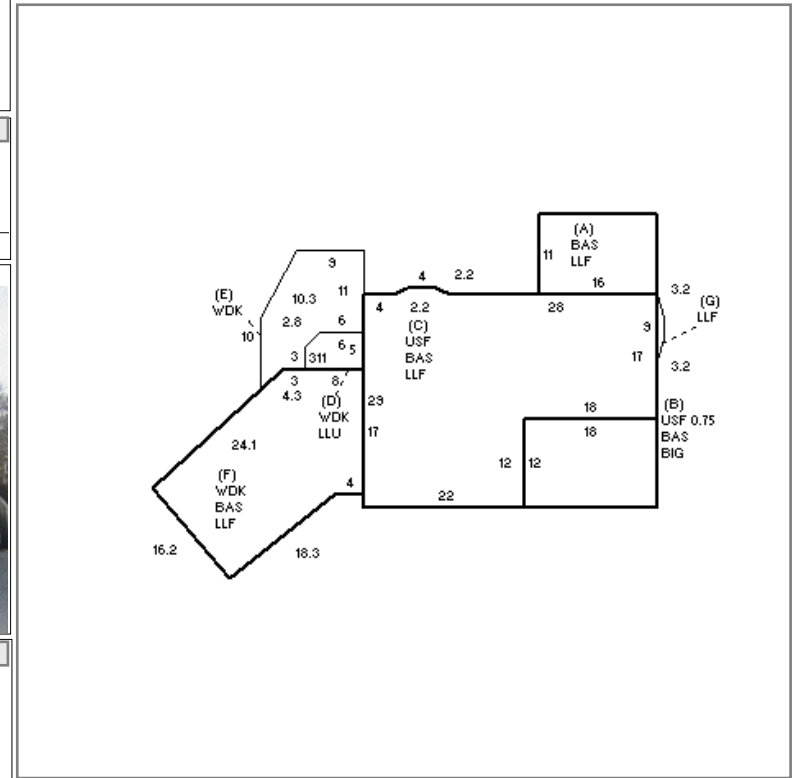 (A)
BAS
LLF
11
16
4
2.2
9
11
10.3
2.8
6
(E)
WDK
10
6
5
3
311
4
2.2
28
(C)
USF
BAS
LLF
3.2
(G)
LLF
9
17
3.2
3
8
4.3
(D)
WDK
LLU
29
17
18
18
(B)
USF 0.75
BAS
BIG
12
12
24.1
(F)
WDK
BAS
LLF
4
22
16.2
18.3